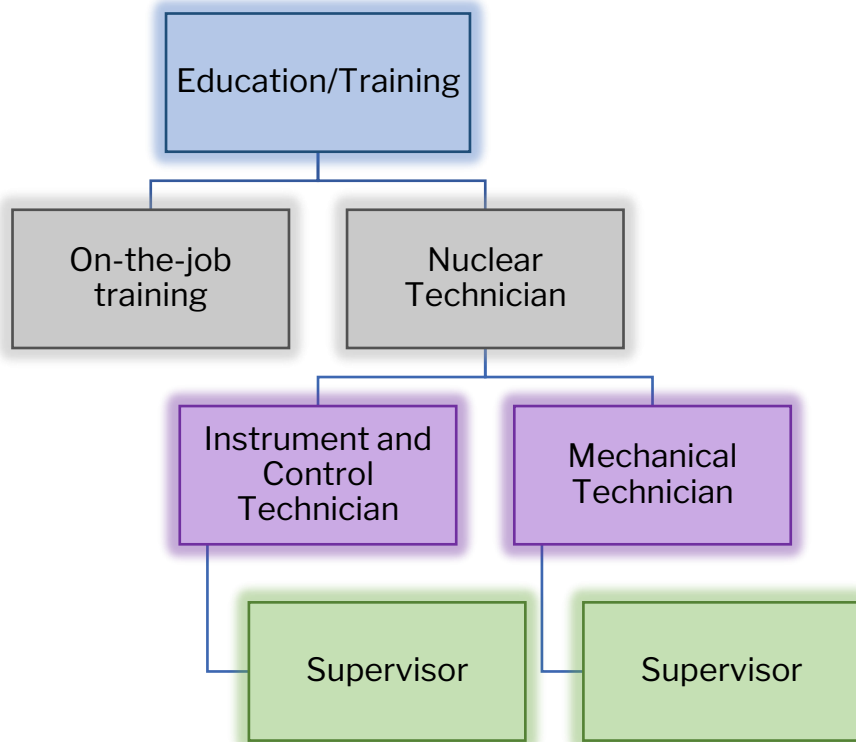 Education/Training
On-the-job
training
Nuclear
Technician
Instrument and
Control
Technician
Mechanical
Technician
Supervisor
Supervisor